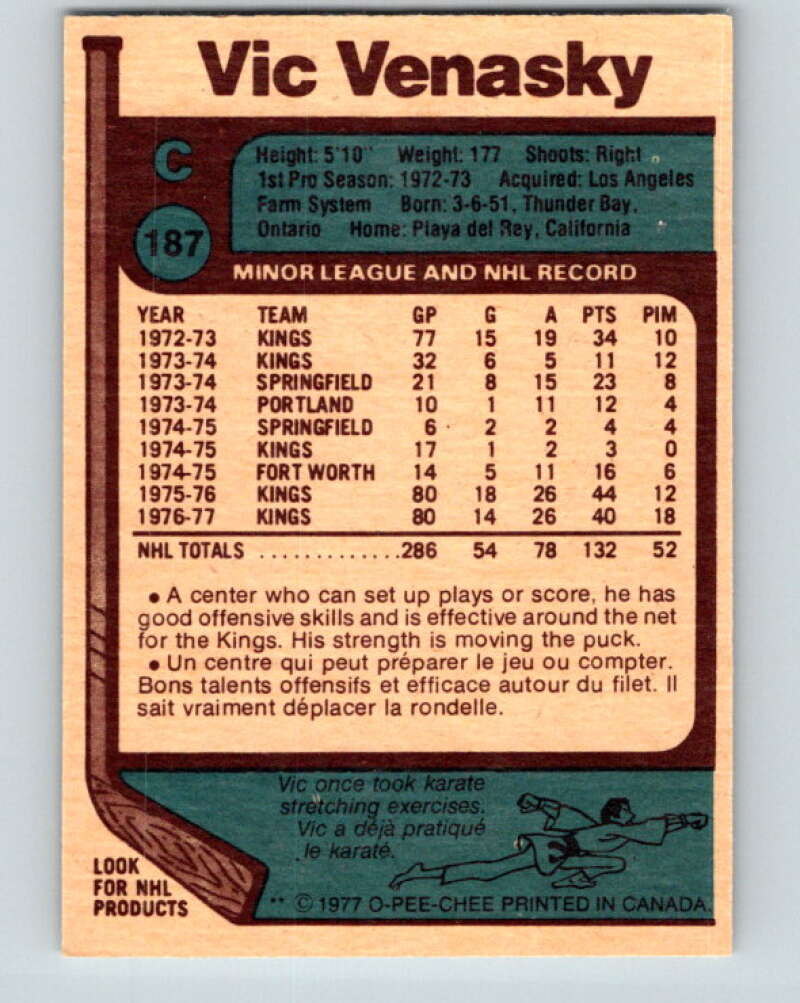 Vic Venasky
C
187
Height: 5'10" Weight: 177 Shoots: Right
1st Pro Season: 1972-73 Acquired: Los Angeles
Farm System Born: 3-6-51, Thunder Bay,
Ontario Home: Playa del Rey, California
MINOR LEAGUE AND NHL RECORD
YEAR TEAM GP G A PTS PIM
1972-73 KINGS 77 15 19 34 10
1973-74 KINGS 32 6 5 11 12
1973-74 SPRINGFIELD 21 8 15 23 8
1973-74 PORTLAND 10 1 11 12 4
1974-75 SPRINGFIELD 6 2 2 4 4
1974-75 KINGS 17 1 2 3 0
1974-75 FORT WORTH 14 5 11 16 6
1975-76 KINGS 80 18 26 44 12
1976-77 KINGS 80 14 26 40 18
NHL TOTALS .............286 54 78 132 52
• A center who can set up plays or score, he has
good offensive skills and is effective around the net
for the Kings. His strength is moving the puck.
• Un centre qui peut préparer le jeu ou compter.
Bons talents offensifs et efficace autour du filet. Il
sait vraiment déplacer la rondelle.
Vic once took karate
stretching exercises.
Vic a déjà pratiqué
le karaté.
LOOK
FOR NHL
PRODUCTS
** © 1977 O-PEE-CHEE PRINTED IN CANADA.